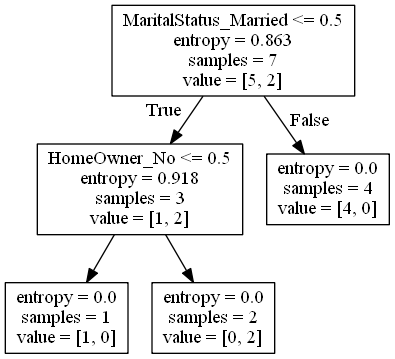 MaritalStatus_Married <= 0.5
entropy = 0.863
samples = 7
value = [5, 2]
True
False
HomeOwner_No <= 0.5
entropy = 0.918
samples = 3
value = [1, 2]
entropy = 0.0
samples = 4
value = [4, 0]
entropy = 0.0
samples = 1
value = [1, 0]
entropy = 0.0
samples = 2
value = [0, 2]